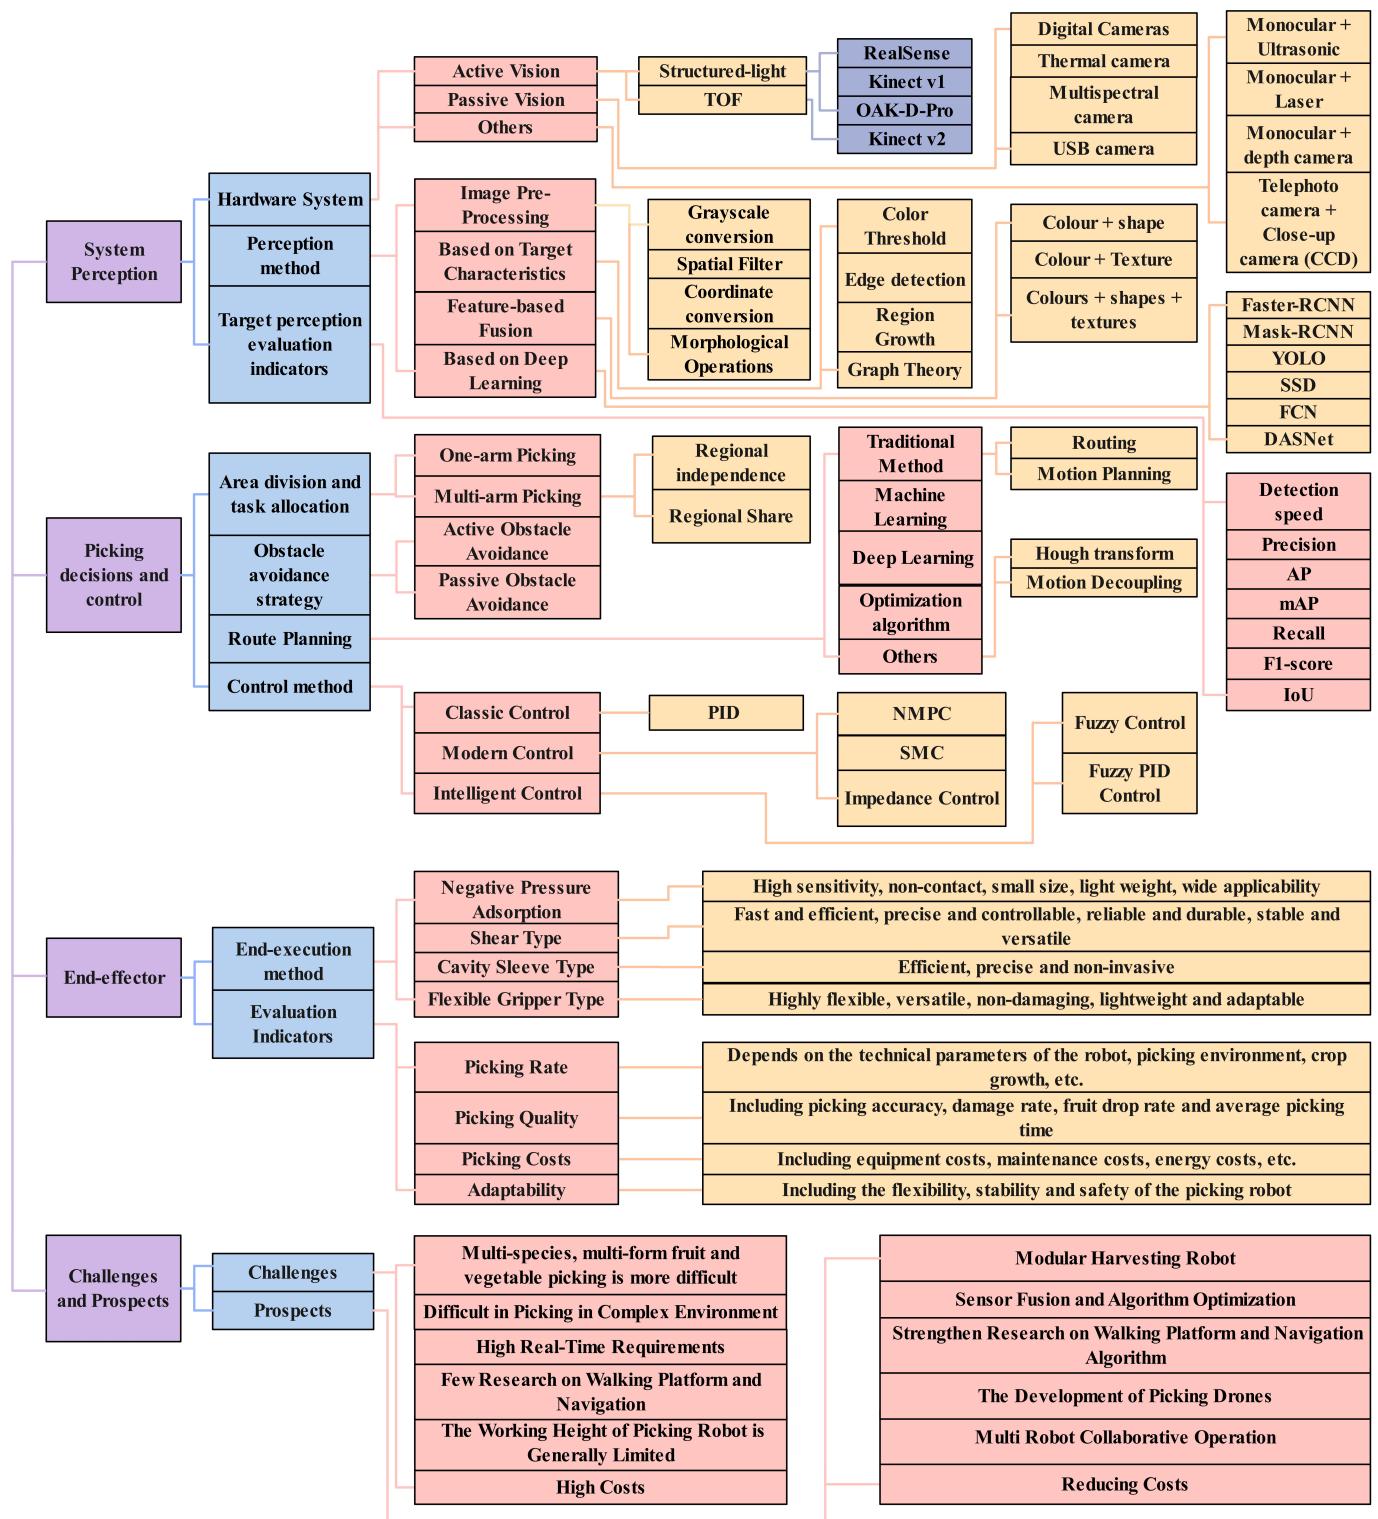 System
Perception
Hardware System
Perception
method
Target perception
evaluation
indicators
Active Vision
Passive Vision
Others
Structured-light
TOF
RealSense
Kinect v1
OAK-D-Pro
Kinect v2
Digital Cameras
Thermal camera
Multispectral
camera
USB camera
Monocular +
Ultrasonic
Monocular +
Laser
Monocular +
depth camera
Telephoto
camera +
Close-up
camera (CCD)
Image Pre-
Processing
Based on Target
Characteristics
Feature-based
Fusion
Based on Deep
Learning
Grayscale
conversion
Spatial Filter
Coordinate
conversion
Morphological
Operations
Color
Threshold
Edge detection
Region
Growth
Graph Theory
Colour + shape
Colour + Texture
Colours + shapes +
textures
Faster-RCNN
Mask-RCNN
YOLO
SSD
FCN
DASNet
Detection
speed
Precision
AP
mAP
Recall
F1-score
IoU
Picking
decisions and
control
Area division and
task allocation
Obstacle
avoidance
strategy
Route Planning
Control method
One-arm Picking
Multi-arm Picking
Active Obstacle
Avoidance
Passive Obstacle
Avoidance
Regional
independence
Regional Share
Traditional
Method
Machine
Learning
Deep Learning
Optimization
algorithm
Others
Routing
Motion Planning
Hough transform
Motion Decoupling
Classic Control
Modern Control
Intelligent Control
PID
NMPC
SMC
Impedance Control
Fuzzy Control
Fuzzy PID
Control
End-effector
End-execution
method
Evaluation
Indicators
Negative Pressure
Adsorption
Shear Type
Cavity Sleeve Type
Flexible Gripper Type
High sensitivity, non-contact, small size, light weight, wide applicability
Fast and efficient, precise and controllable, reliable and durable, stable and
versatile
Efficient, precise and non-invasive
Highly flexible, versatile, non-damaging, lightweight and adaptable
Picking Rate
Picking Quality
Picking Costs
Adaptability
Depends on the technical parameters of the robot, picking environment, crop
growth, etc.
Including picking accuracy, damage rate, fruit drop rate and average picking
time
Including equipment costs, maintenance costs, energy costs, etc.
Including the flexibility, stability and safety of the picking robot
Challenges
and Prospects
Challenges
Prospects
Multi-species, multi-form fruit and
vegetable picking is more difficult
Difficult in Picking in Complex Environment
High Real-Time Requirements
Few Research on Walking Platform and
Navigation
The Working Height of Picking Robot is
Generally Limited
High Costs
Modular Harvesting Robot
Sensor Fusion and Algorithm Optimization
Strengthen Research on Walking Platform and Navigation
Algorithm
The Development of Picking Drones
Multi Robot Collaborative Operation
Reducing Costs